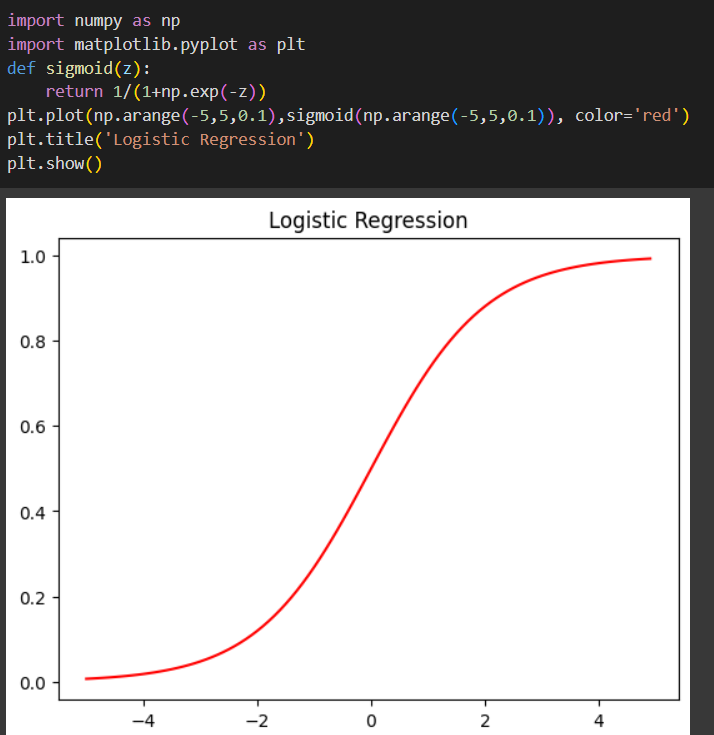 import numpy as np
import matplotlib.pyplot as plt
def sigmoid(z):
    return 1/(1+np.exp(-z))
plt.plot(np.arange(-5,5,0.1),sigmoid(np.arange(-5,5,0.1)), color='red')
plt.title('Logistic Regression')
plt.show()
Logistic Regression
1.0
0.8
0.6
0.4
0.2
0.0
−4 −2 0 2 4